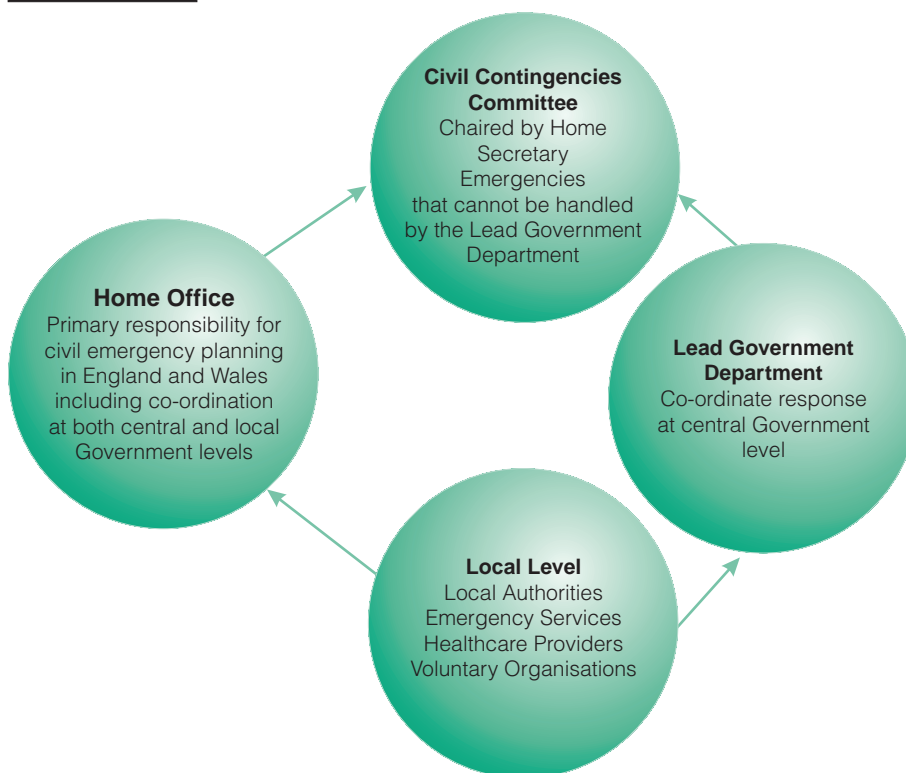 Civil Contingencies
Committee
Chaired by Home
Secretary
Emergencies
that cannot be handled
by the Lead Government
Department
Home Office
Primary responsibility for
civil emergency planning
in England and Wales
including co-ordination
at both central and local
Government levels
Lead Government
Department
Co-ordinate response
at central Government
level
Local Level
Local Authorities
Emergency Services
Healthcare Providers
Voluntary Organisations